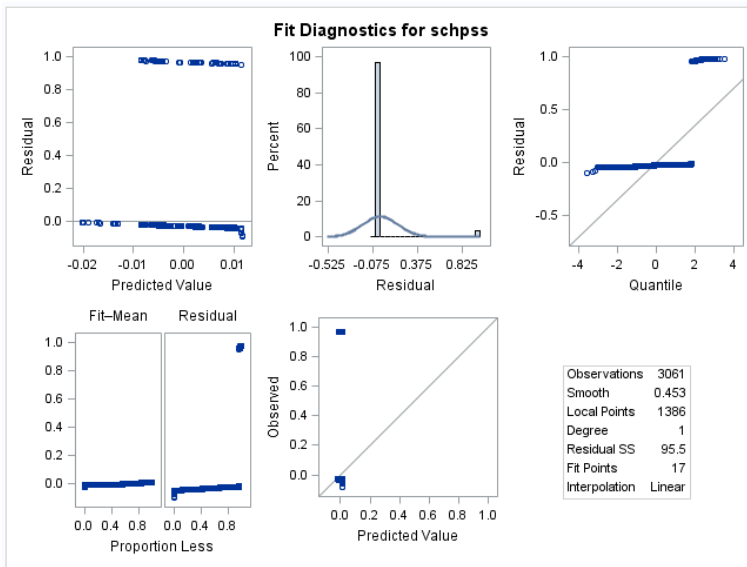 Fit Diagnostics for schpss
1.0
0.8
0.6
0.4
0.2
0.0
Residual
-0.02 -0.01 0.00 0.01
Predicted Value
100
80
60
40
20
0
Percent
-0.525 -0.075 0.375 0.825
Residual
1.0
0.5
0.0
-0.5
Residual
-4 -2 0 2 4
Quantile
Fit–Mean Residual
1.0
0.8
0.6
0.4
0.2
0.0
0.0 0.4 0.8 0.0 0.4 0.8
Proportion Less
1.0
0.8
0.6
0.4
0.2
0.0
Observed
0.0 0.2 0.4 0.6 0.8 1.0
Predicted Value
Observations 3061
Smooth 0.453
Local Points 1386
Degree 1
Residual SS 95.5
Fit Points 17
Interpolation Linear